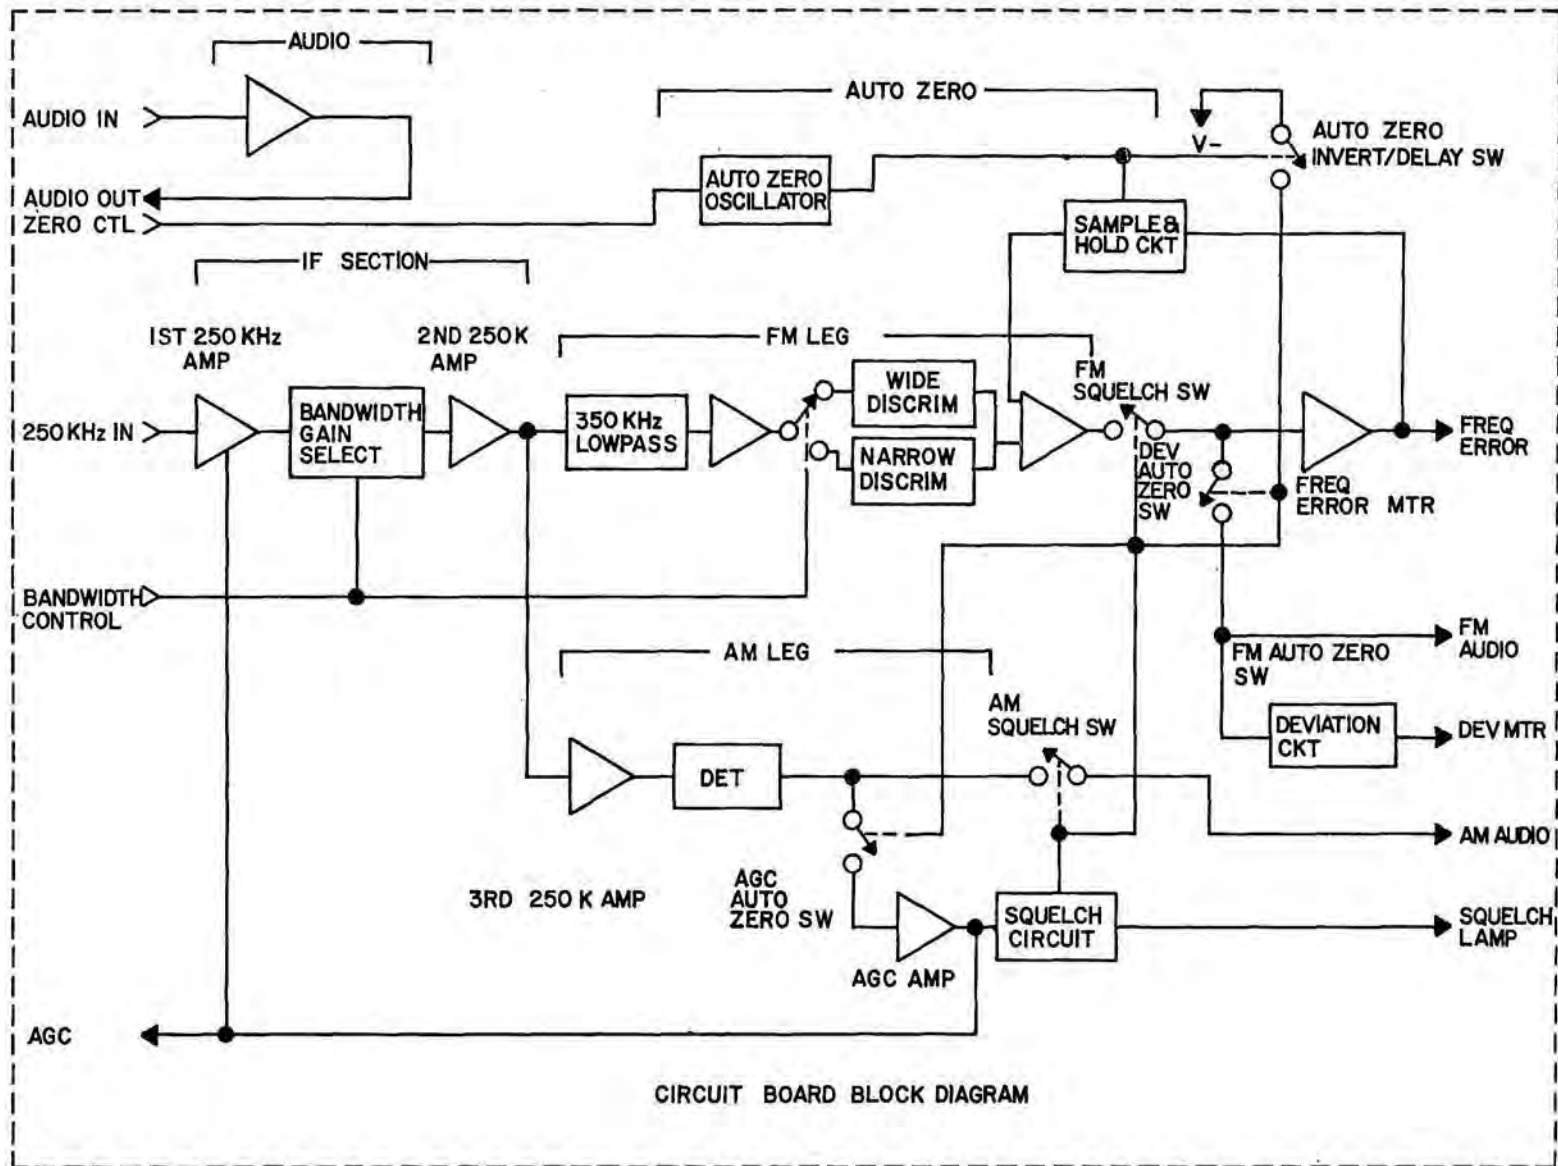 AUDIO
AUDIO IN
AUDIO OUT
ZERO CTL
AUTO ZERO
AUTO ZERO
OSCILLATOR
V-
AUTO ZERO
INVERT/DELAY SW
SAMPLE &
HOLD CKT
IF SECTION
1ST 250 KHz
AMP
2ND 250K
AMP
FM LEG
250 KHz IN
BANDWIDTH
GAIN
SELECT
350 KHz
LOWPASS
WIDE
DISCRIM
NARROW
DISCRIM
FM
SQUELCH SW
DEV
AUTO
ZERO
SW
FREQ
ERROR MTR
FREQ
ERROR
BANDWIDTH
CONTROL
AM LEG
FM AUTO ZERO
SW
FM
AUDIO
AM
SQUELCH SW
DEVIATION
CKT
DEV MTR
DET
AM AUDIO
3RD 250 K AMP
AGC
AUTO
ZERO SW
AGC AMP
SQUELCH
CIRCUIT
SQUELCH
LAMP
AGC
CIRCUIT BOARD BLOCK DIAGRAM